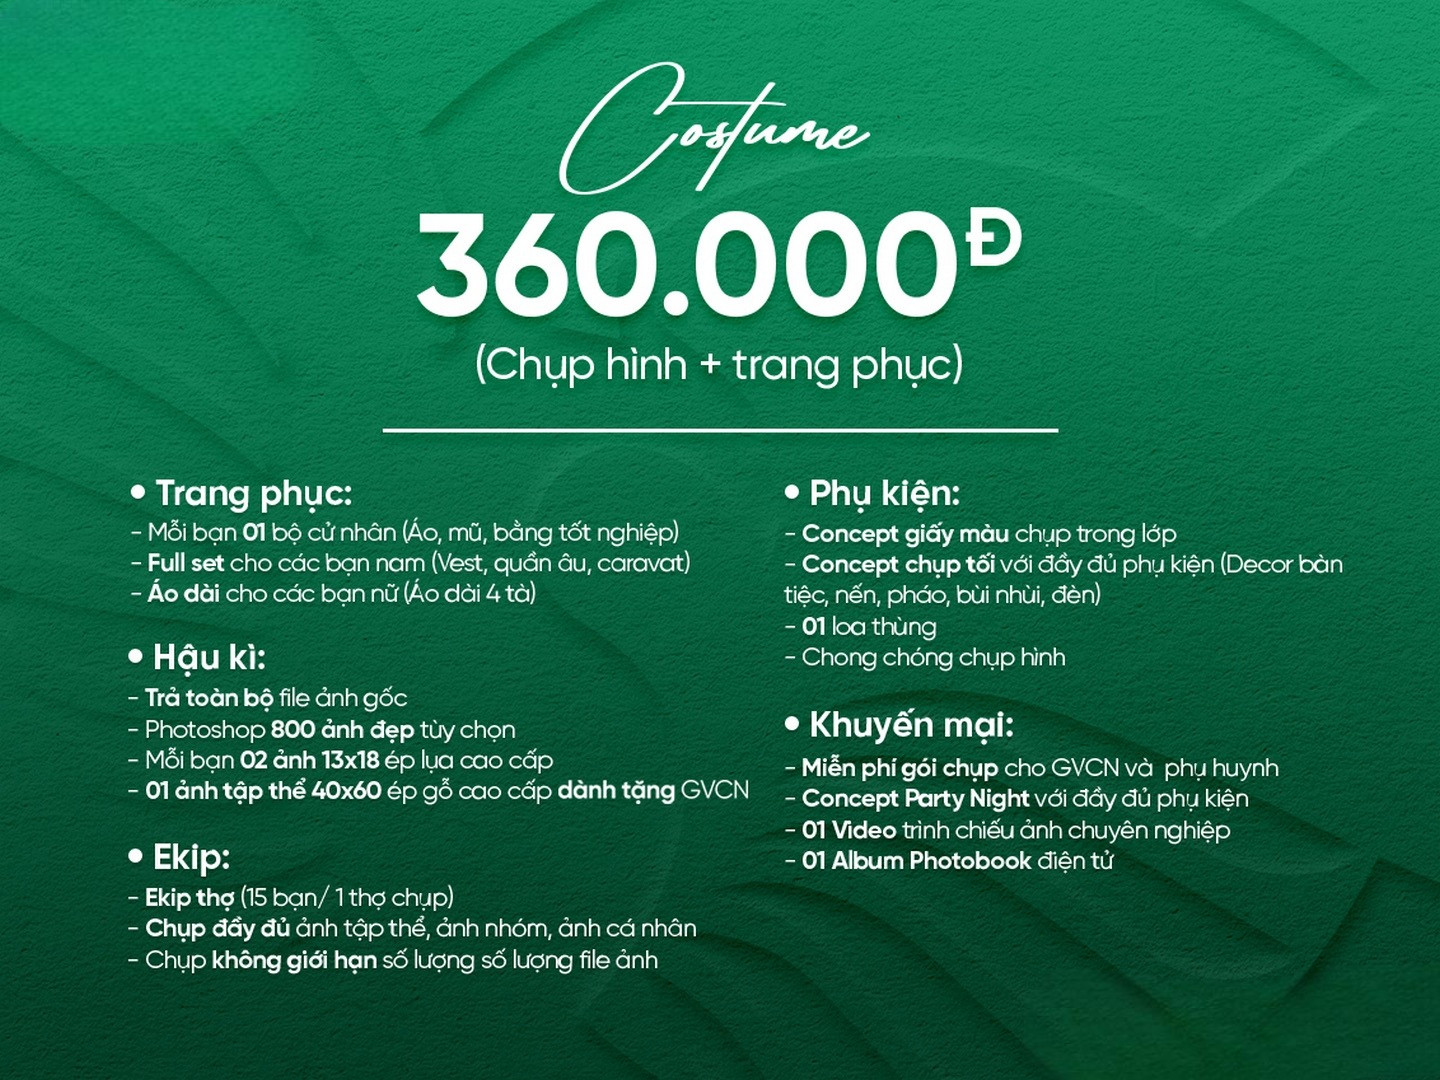 Costume
360.000Đ
(Chụp hình + trang phục)
• Trang phục:
- Mỗi bạn 01 bộ cử nhân (Áo, mũ, bằng tốt nghiệp)
- Full set cho các bạn nam (Vest, quần âu, caravat)
- Áo dài cho các bạn nữ (Áo dài 4 tà)
• Hậu kì:
- Trả toàn bộ file ảnh gốc
- Photoshop 800 ảnh đẹp tùy chọn
- Mỗi bạn 02 ảnh 13x18 ép lụa cao cấp
- 01 ảnh tập thể 40x60 ép gỗ cao cấp dành tặng GVCN
• Ekip:
- Ekip thợ (15 bạn/ 1 thợ chụp)
- Chụp đầy đủ ảnh tập thể, ảnh nhóm, ảnh cá nhân
- Chụp không giới hạn số lượng số lượng file ảnh
• Phụ kiện:
- Concept giấy màu chụp trong lớp
- Concept chụp tối với đầy đủ phụ kiện (Decor bàn
tiệc, nến, pháo, bùi nhùi, đèn)
- 01 loa thùng
- Chong chóng chụp hình
• Khuyến mại:
- Miễn phí gói chụp cho GVCN và phụ huynh
- Concept Party Night với đầy đủ phụ kiện
- 01 Video trình chiếu ảnh chuyên nghiệp
- 01 Album Photobook điện tử